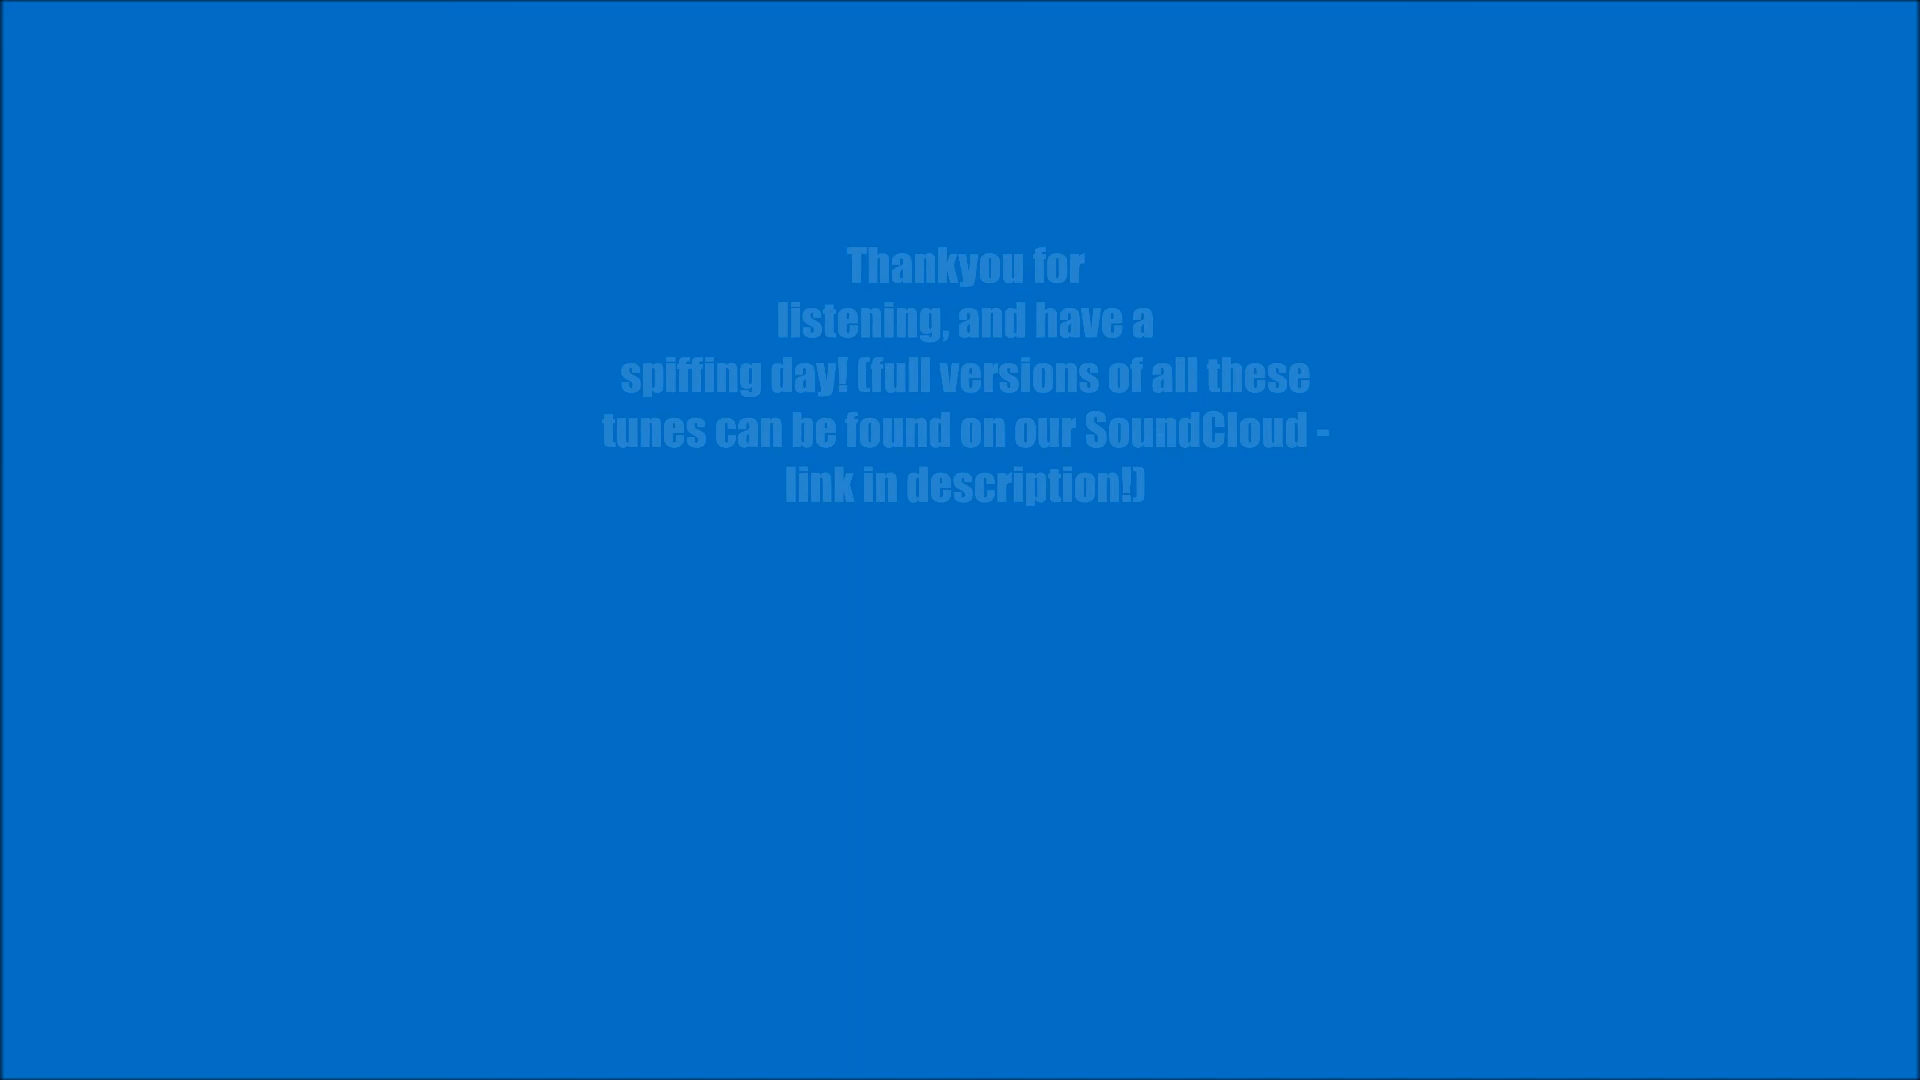 Thankyou for
listening, and have a
spiffing day! (full versions of all these
tunes can be found on our SoundCloud -
link in description!)